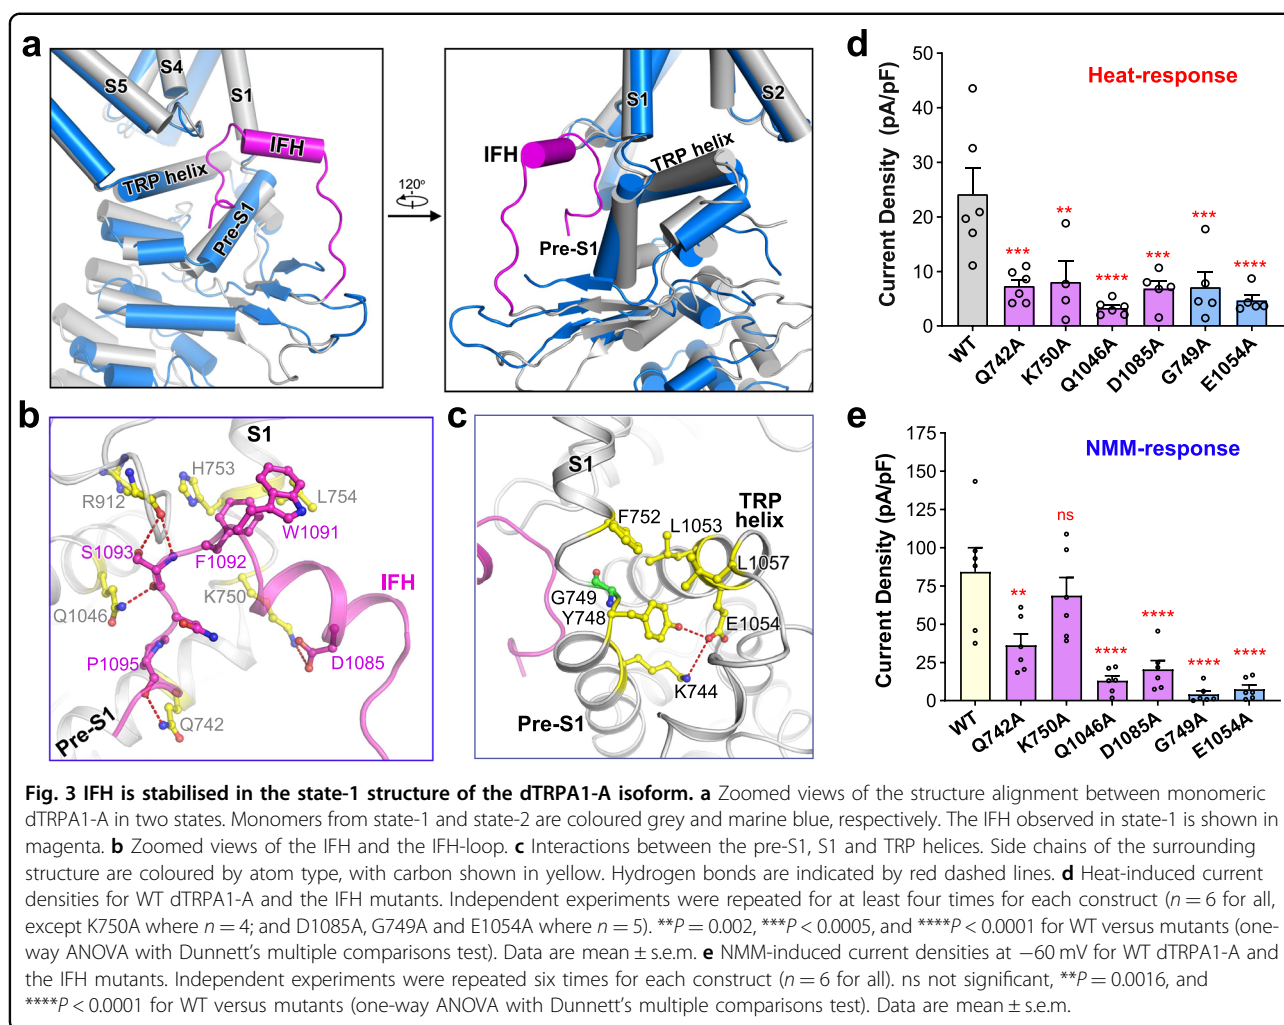 a
S5
S4
S1
IFH
TRP helix
Pre-S1
120°
S1
S2
IFH
TRP helix
Pre-S1
b
S1
H753
R912
L754
S1093
W1091
F1092
IFH
K750
Q1046
P1095
D1085
Q742
Pre-S1
c
S1
TRP
helix
F752
L1053
L1057
G749
Y748
E1054
K744
Pre-S1
d
Heat-response
Current Density (pA/pF)
50
40
30
20
10
0
***
**
****
***
***
****
WT
Q742A
K750A
Q1046A
D1085A
G749A
E1054A
e
NMM-response
Current Density (pA/pF)
175
150
125
100
75
50
25
0
**
ns
****
****
****
****
WT
Q742A
K750A
Q1046A
D1085A
G749A
E1054A
Fig. 3 IFH is stabilised in the state-1 structure of the dTRPA1-A isoform. a Zoomed views of the structure alignment between monomeric
dTRPA1-A in two states. Monomers from state-1 and state-2 are coloured grey and marine blue, respectively. The IFH observed in state-1 is shown in
magenta. b Zoomed views of the IFH and the IFH-loop. c Interactions between the pre-S1, S1 and TRP helices. Side chains of the surrounding
structure are coloured by atom type, with carbon shown in yellow. Hydrogen bonds are indicated by red dashed lines. d Heat-induced current
densities for WT dTRPA1-A and the IFH mutants. Independent experiments were repeated for at least four times for each construct (n = 6 for all,
except K750A where n = 4; and D1085A, G749A and E1054A where n = 5). **P = 0.002, ***P < 0.0005, and ****P < 0.0001 for WT versus mutants (one-
way ANOVA with Dunnett's multiple comparisons test). Data are mean ± s.e.m. e NMM-induced current densities at −60 mV for WT dTRPA1-A and
the IFH mutants. Independent experiments were repeated six times for each construct (n = 6 for all). ns not significant, **P = 0.0016, and
****P < 0.0001 for WT versus mutants (one-way ANOVA with Dunnett's multiple comparisons test). Data are mean ± s.e.m.